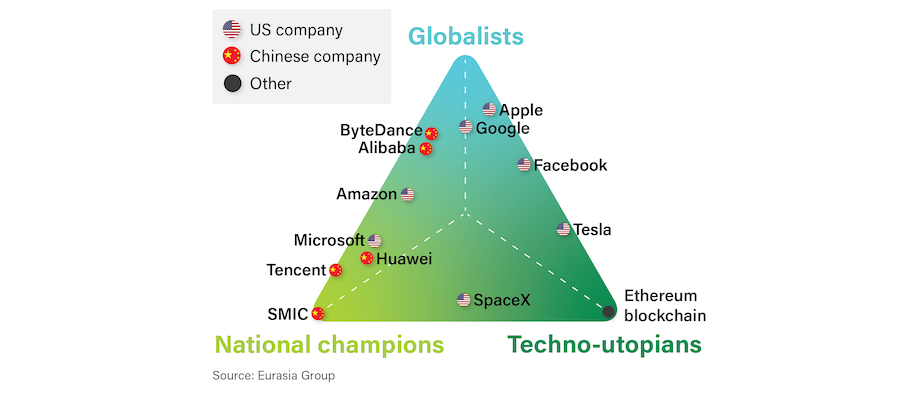 US company
Chinese company
Other
Globalists
Apple
Google
ByteDance
Alibaba
Facebook
Amazon
Tesla
Microsoft
Huawei
Tencent
SpaceX
Ethereum
blockchain
SMIC
National champions
Techno-utopians
Source: Eurasia Group